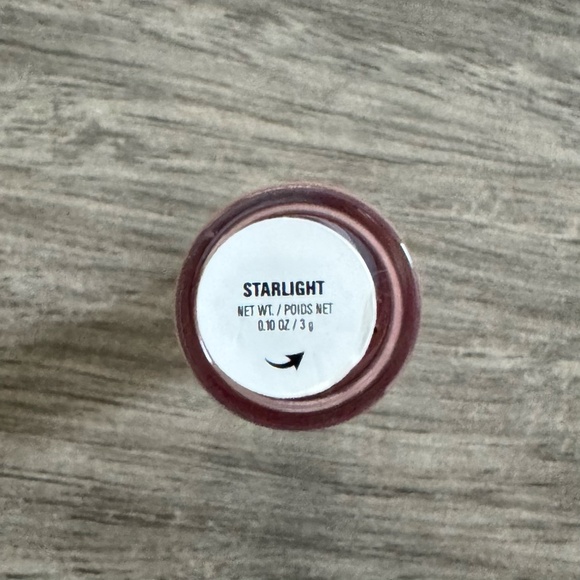 STARLIGHT
NET WT. / POIDS NET
0.10 OZ / 3 g